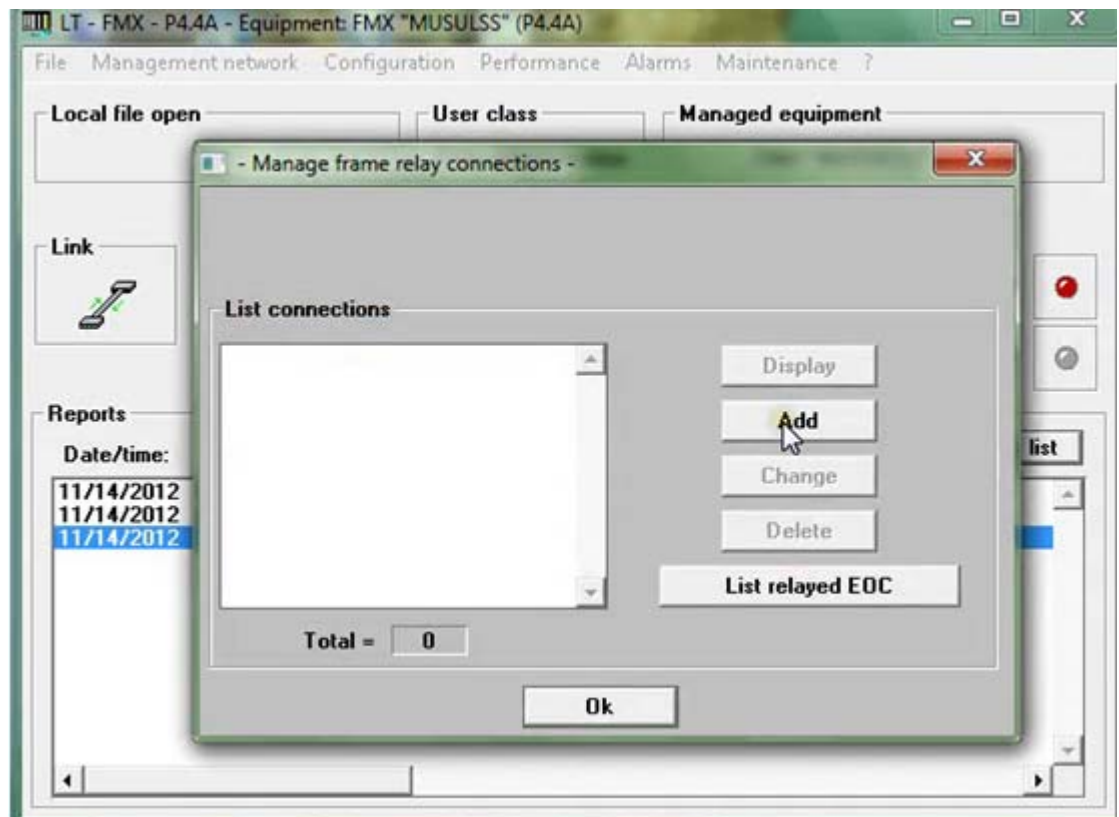 LT - FMX - P4.4A - Equipment: FMX "MUSULSS" (P4.4A)
File Management network Configuration Performance Alarms Maintenance ?
Local file open
User class
Managed equipment
- Manage frame relay connections -
Link
List connections
Display
Add
Change
Delete
List relayed EOC
Total = 0
Ok
Reports
Date/time:
list
11/14/2012
11/14/2012
11/14/2012